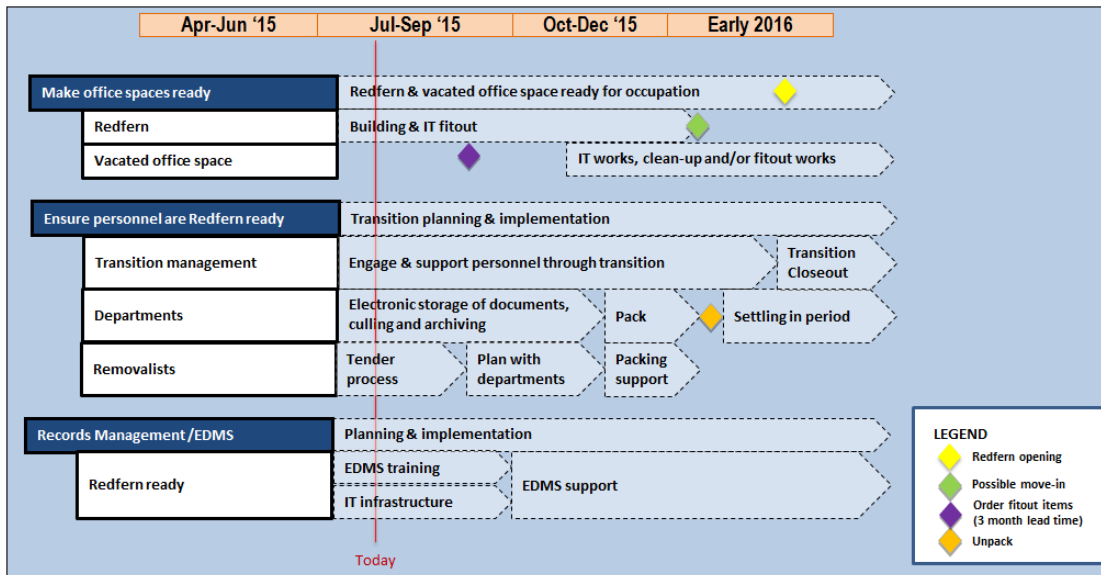 Apr-Jun ‘15
Jul-Sep ‘15
Oct-Dec ‘15
Early 2016
Make office spaces ready
Redfern & vacated office space ready for occupation
Redfern
Building & IT fitout
Vacated office space
IT works, clean-up and/or fitout works
Ensure personnel are Redfern ready
Transition planning & implementation
Transition management
Engage & support personnel through transition
Transition
Closeout
Departments
Electronic storage of documents,
culling and archiving
Pack
Settling in period
Removalists
Tender
process
Plan with
departments
Packing
support
Records Management /EDMS
Planning & implementation
Redfern ready
EDMS training
IT infrastructure
EDMS support
Today
LEGEND
Redfern opening
Possible move-in
Order fitout items
(3 month lead time)
Unpack